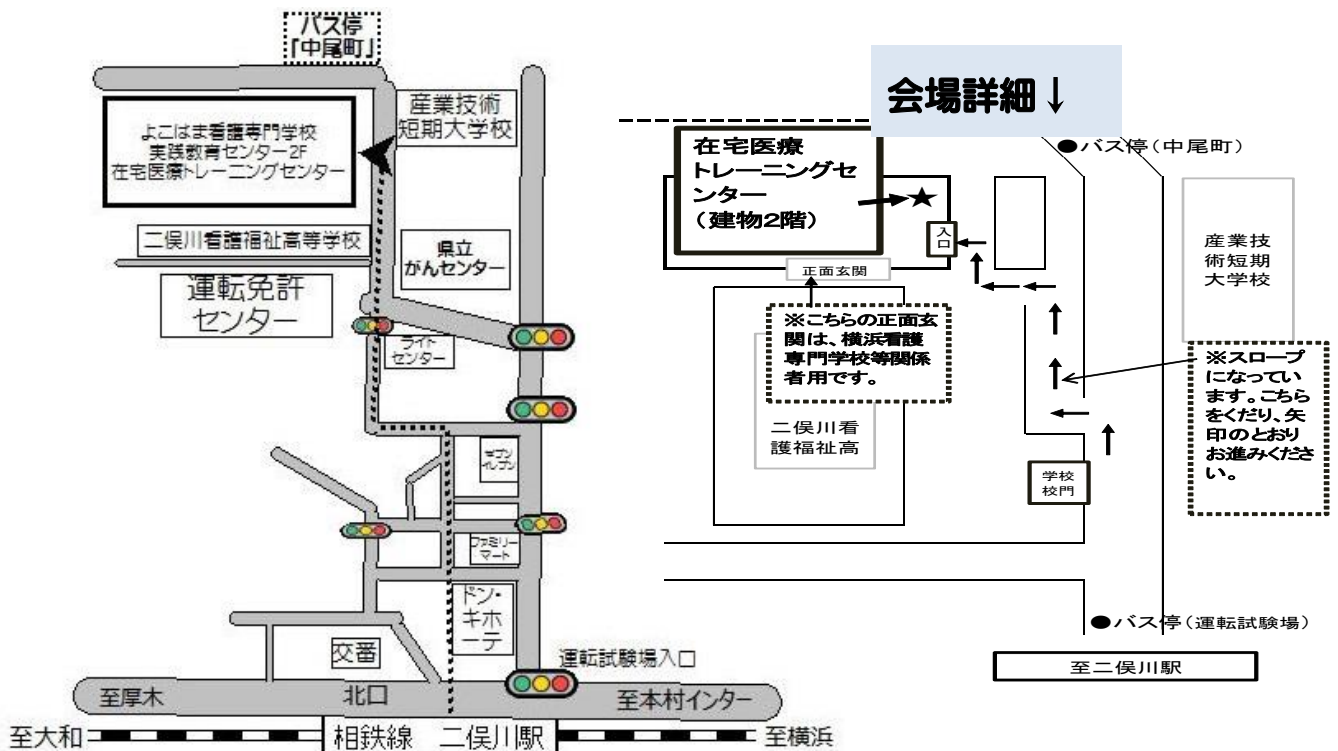 バス停
「中尾町」
産業技術
短期大学校
よこはま看護専門学校
実践教育センター2F
在宅医療トレーニングセンター
二俣川看護福祉高等学校
県立
がんセンター
運転免許
センター
ライト
センター
セブン
イレブン
ファミリー
マート
ドン・
キホ
ーテ
交番
運転試験場入口
至厚木
北口
至本村インター
至大和
相鉄線 二俣川駅
至横浜
会場詳細↓
●バス停(中尾町)
在宅医療
トレーニングセ
ンター
(建物2階)
★
入口
正面玄関
産業技
術短期
大学校
※こちらの正面玄
関は、横浜看護
専門学校等関係
者用です。
二俣川看
護福祉高
※スロープ
になってい
ます。こちら
をくだり、矢
印のとおり
お進みくださ
い。
学校
校門
●バス停(運転試験場)
至二俣川駅